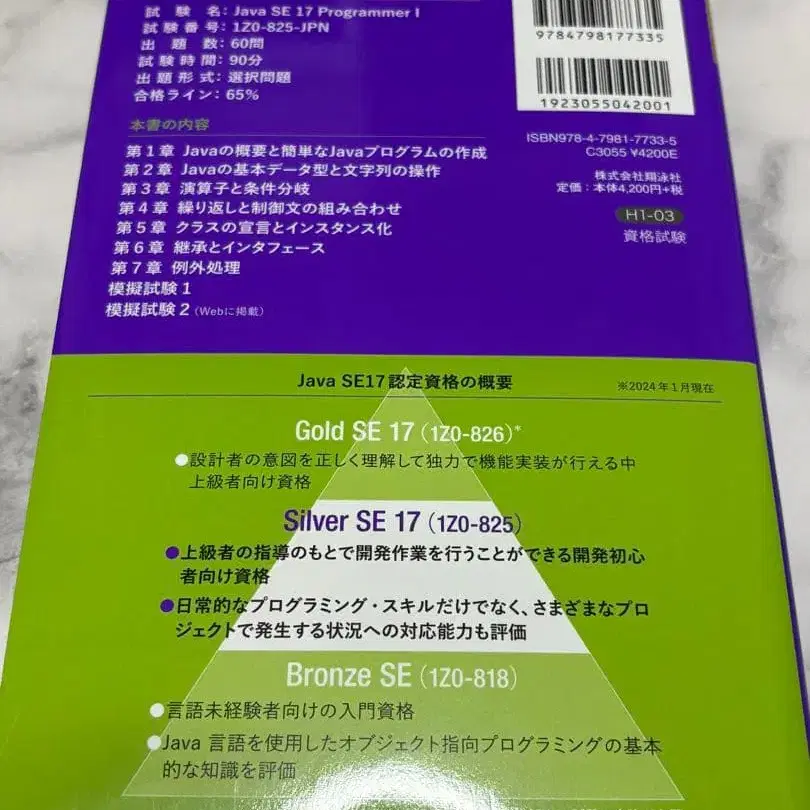 試 験 名：Java SE 17 Programmer I
試験番号：1Z0-825-JPN
出 題 数：60問
試験時間：90分
出題形式：選択問題
合格ライン：65%
本書の内容
第1章 Javaの概要と簡単なJavaプログラムの作成
第2章 Javaの基本データ型と文字列の操作
第3章 演算子と条件分岐
第4章 繰り返しと制御文の組み合わせ
第5章 クラスの宣言とインスタンス化
第6章 継承とインタフェース
第7章 例外処理
模擬試験1
模擬試験2（Webに掲載）
9784798177335
1923055042001
ISBN978-4-7981-7733-5
C3055 ¥4200E
株式会社翔泳社
定価：本体4,200円+税
H1-03
資格試験
Java SE17認定資格の概要
※2024年1月現在
Gold SE 17（1Z0-826）*
●設計者の意図を正しく理解して独力で機能実装が行える中
上級者向け資格
Silver SE 17（1Z0-825）
●上級者の指導のもとで開発作業を行うことができる開発初心
者向け資格
●日常的なプログラミング・スキルだけでなく、さまざまなプロ
ジェクトで発生する状況への対応能力も評価
Bronze SE（1Z0-818）
●言語未経験者向けの入門資格
●Java 言語を使用したオブジェクト指向プログラミングの基本
的な知識を評価